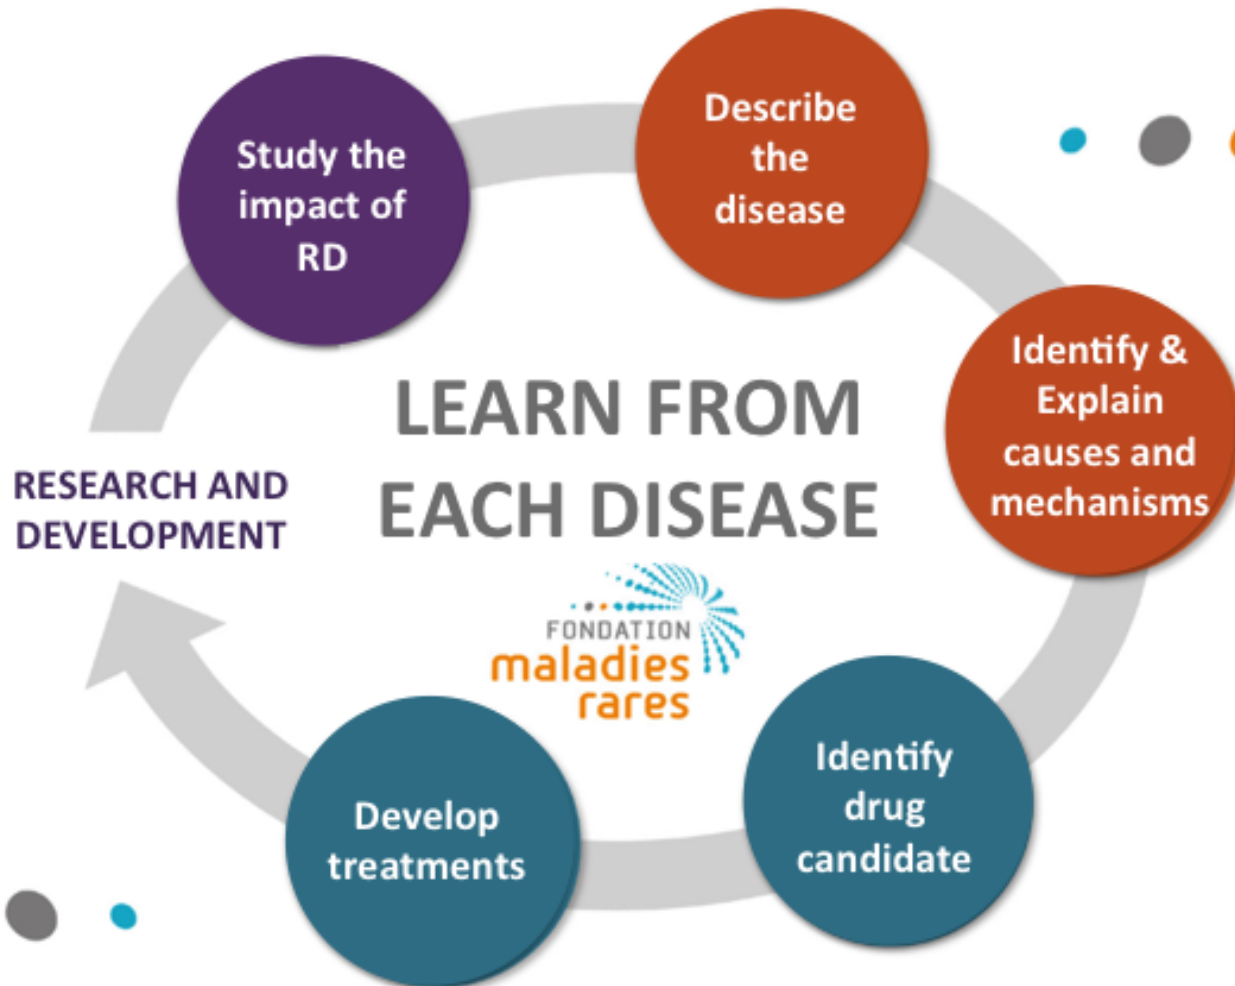 Study the
impact of
RD
Describe
the
disease
Identify &
Explain
causes and
mechanisms
Identify
drug
candidate
Develop
treatments
RESEARCH AND
DEVELOPMENT
LEARN FROM
EACH DISEASE
FONDATION
maladies
rares